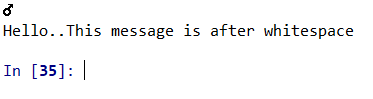 ♂
Hello..This message is after whitespace
In [35]: